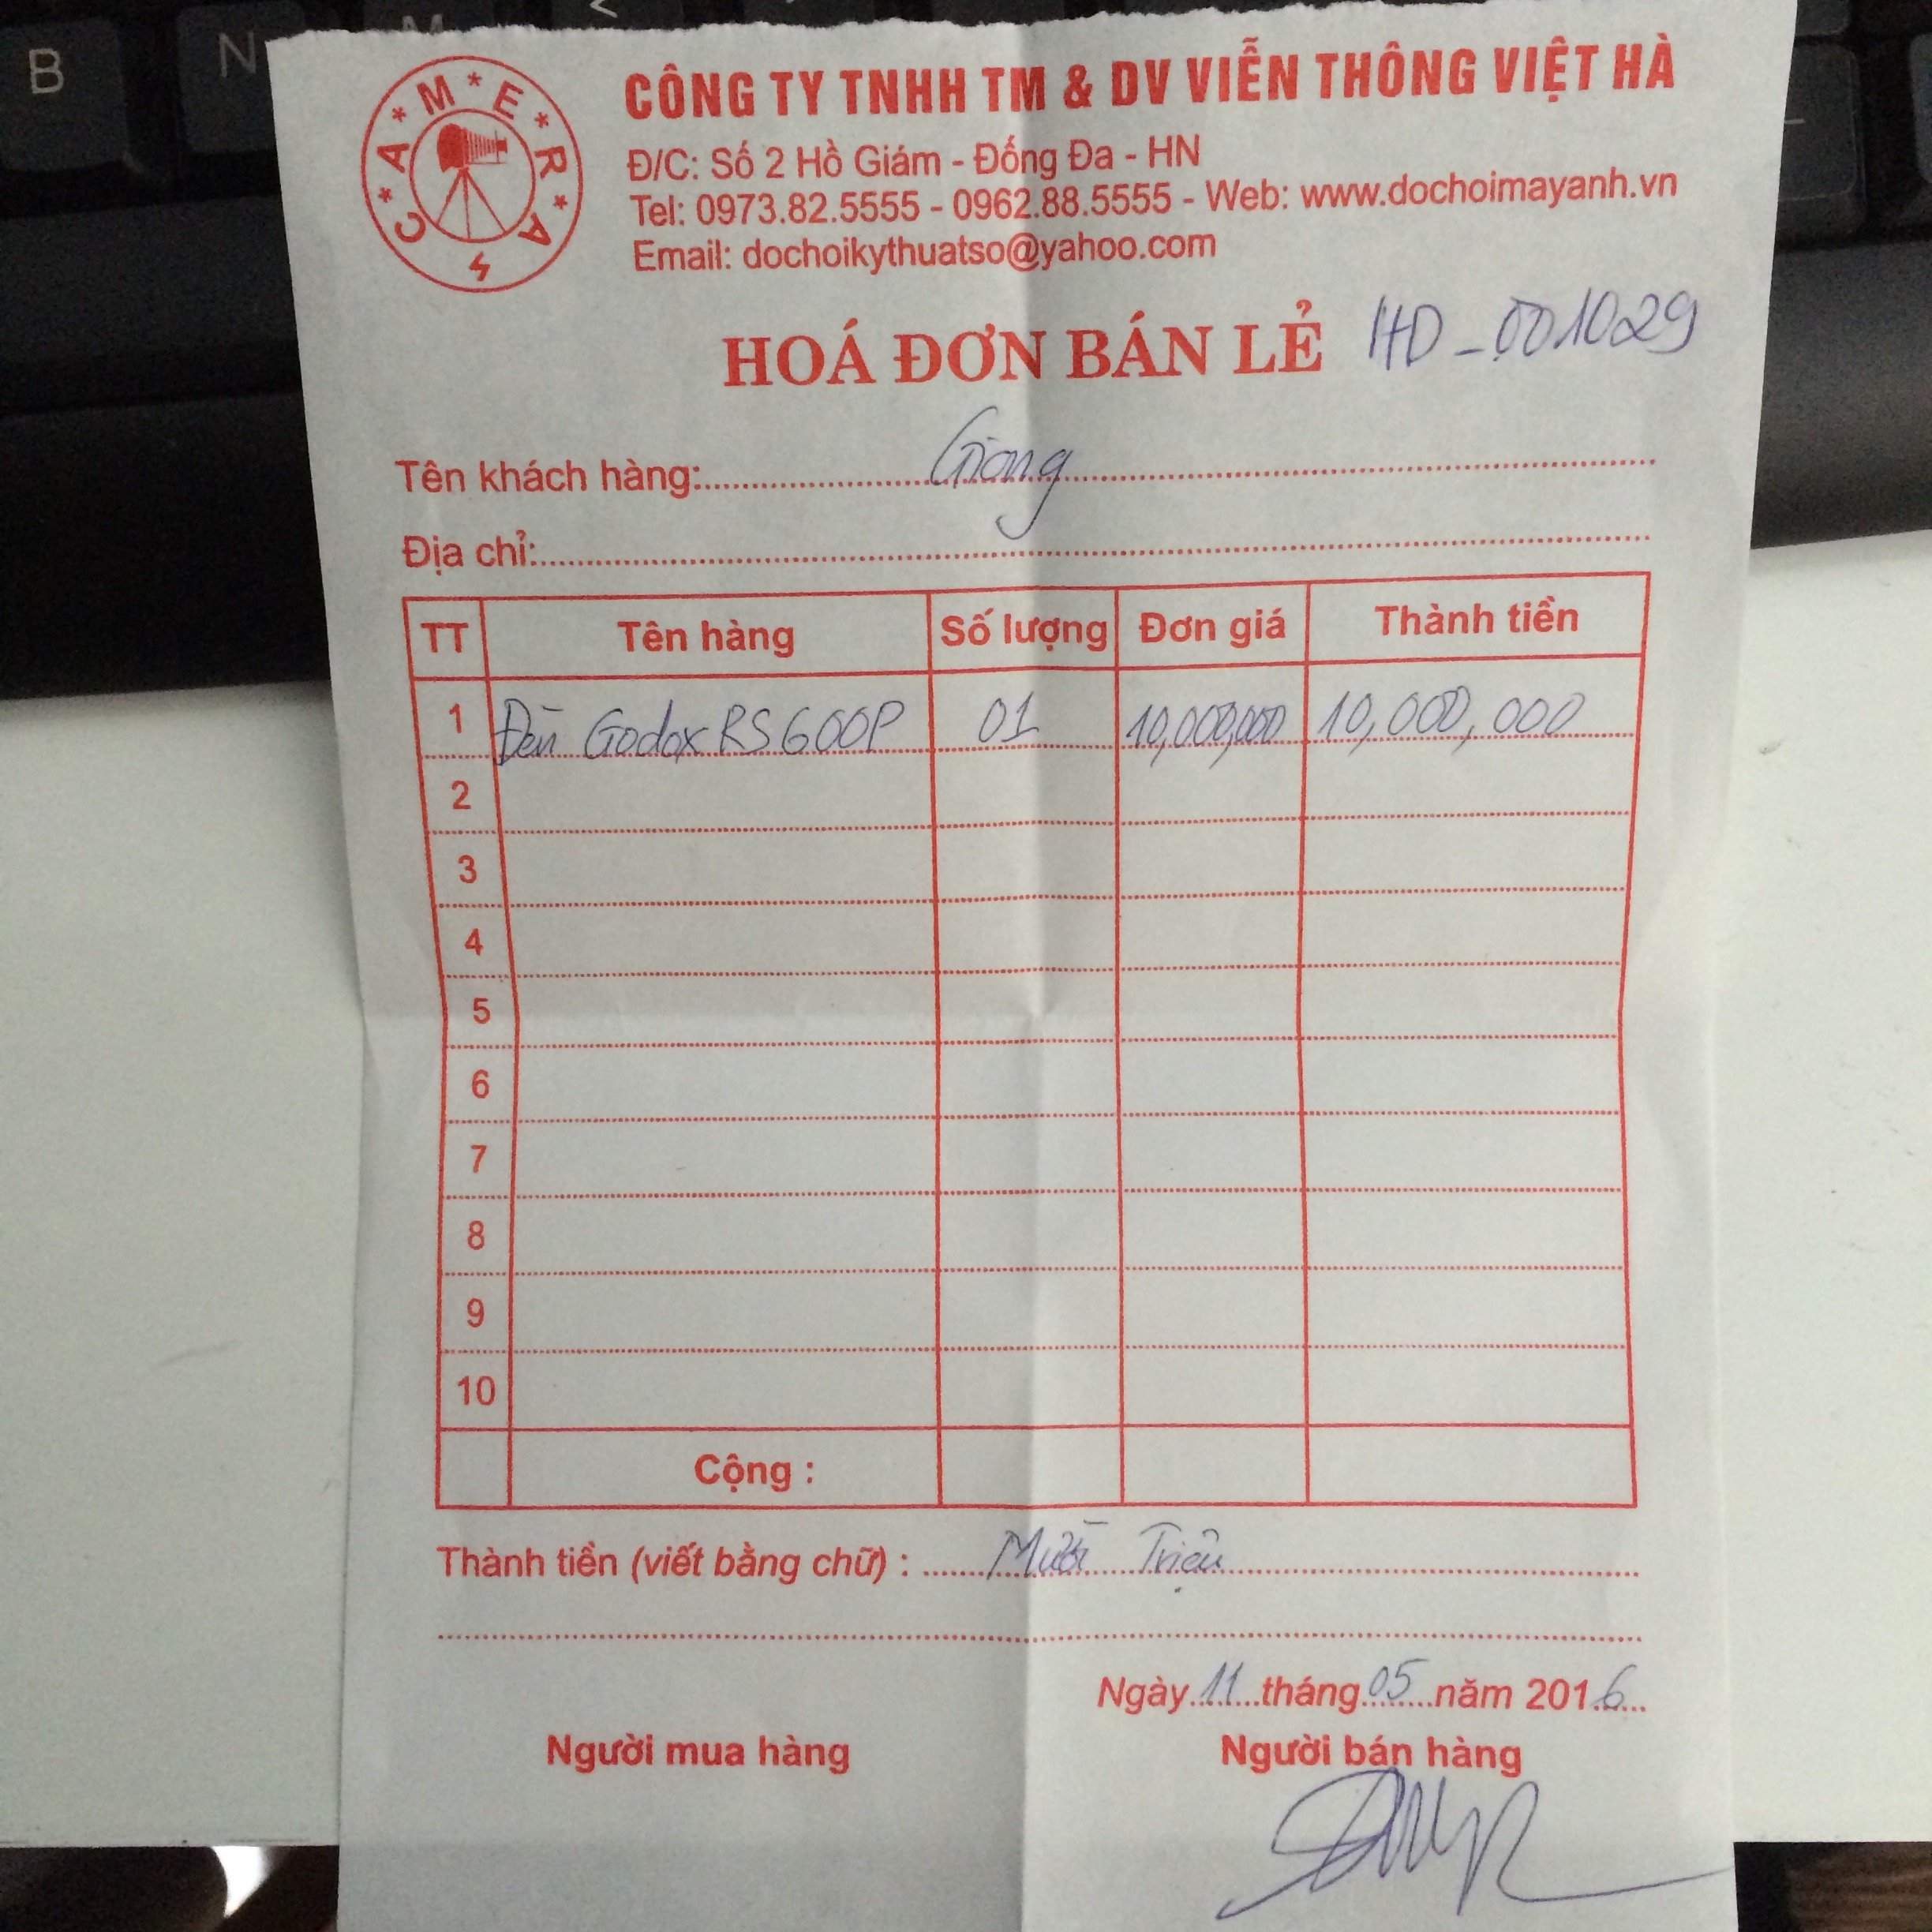 B N M <
CAMERA
CÔNG TY TNHH TM & DV VIỄN THÔNG VIỆT HÀ
Đ/C: Số 2 Hồ Giám - Đống Đa - HN
Tel: 0973.82.5555 - 0962.88.5555 - Web: www.dochoimayanh.vn
Email: dochoikythuatso@yahoo.com
HOÁ ĐƠN BÁN LẺ HD_001029
Tên khách hàng: Giong
Địa chỉ:
TT Tên hàng Số lượng Đơn giá Thành tiền
1 Đèn Godox RS600P 01 10,000,000 10,000,000
2
3
4
5
6
7
8
9
10
Cộng :
Thành tiền (viết bằng chữ) : Mười Triệu
Ngày 11 tháng 05 năm 2016
Người mua hàng Người bán hàng